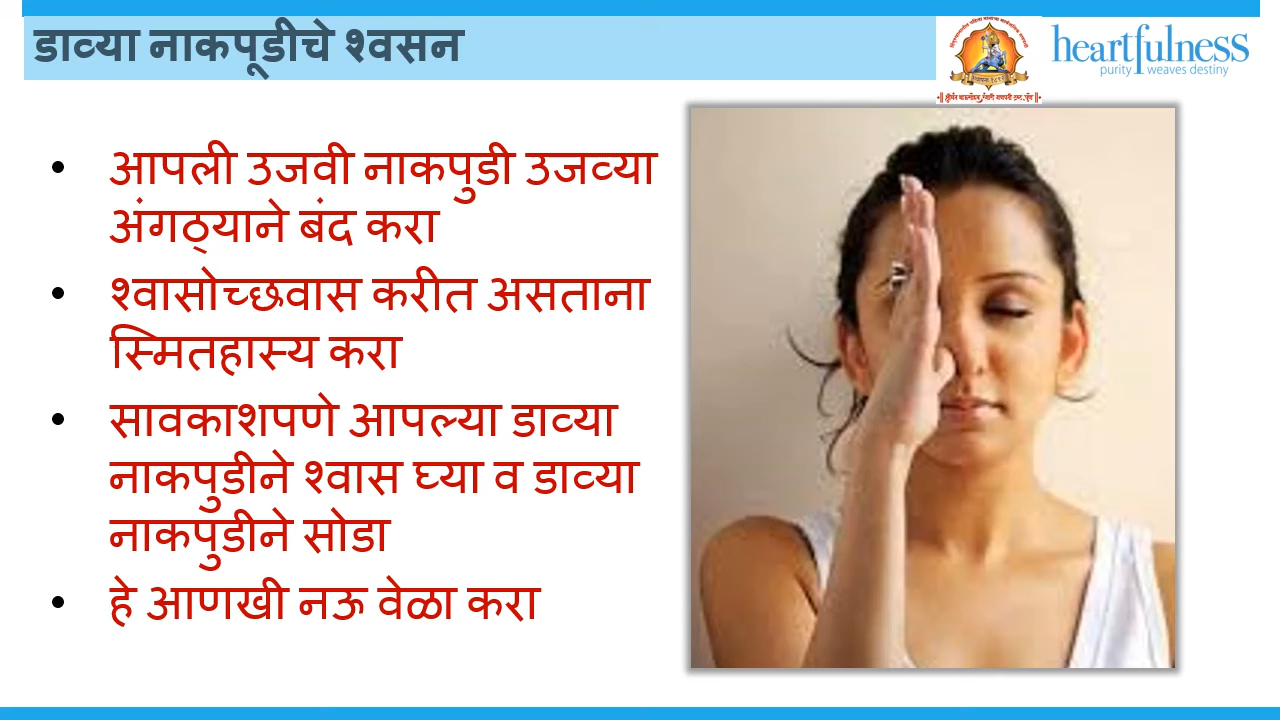 डाव्या नाकपूडीचे श्वसन
heartfulness
purity weaves destiny
• आपली उजवी नाकपुडी उजव्या
अंगठ्याने बंद करा
• श्वासोच्छवास करीत असताना
स्मितहास्य करा
• सावकाशपणे आपल्या डाव्या
नाकपुडीने श्वास घ्या व डाव्या
नाकपुडीने सोडा
• हे आणखी नऊ वेळा करा